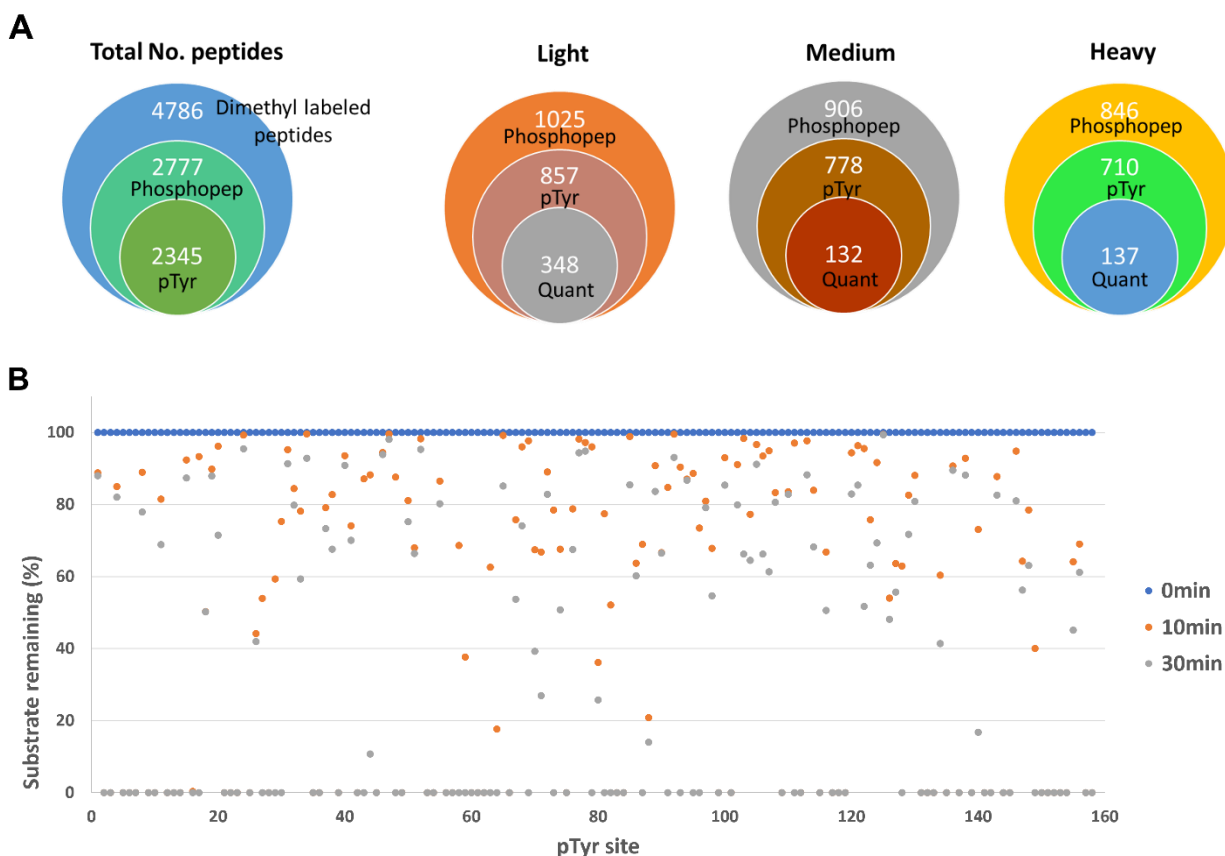 A
Total No. peptides
Light
Medium
Heavy
4786
Dimethyl labeled
peptides
2777
Phosphopep
2345
pTyr
1025
Phosphopep
857
pTyr
348
Quant
906
Phosphopep
778
pTyr
132
Quant
846
Phosphopep
710
pTyr
137
Quant
B
Substrate remaining (%)
100
80
60
40
20
0
0
20
40
60
80
100
120
140
160
pTyr site
0min
10min
30min